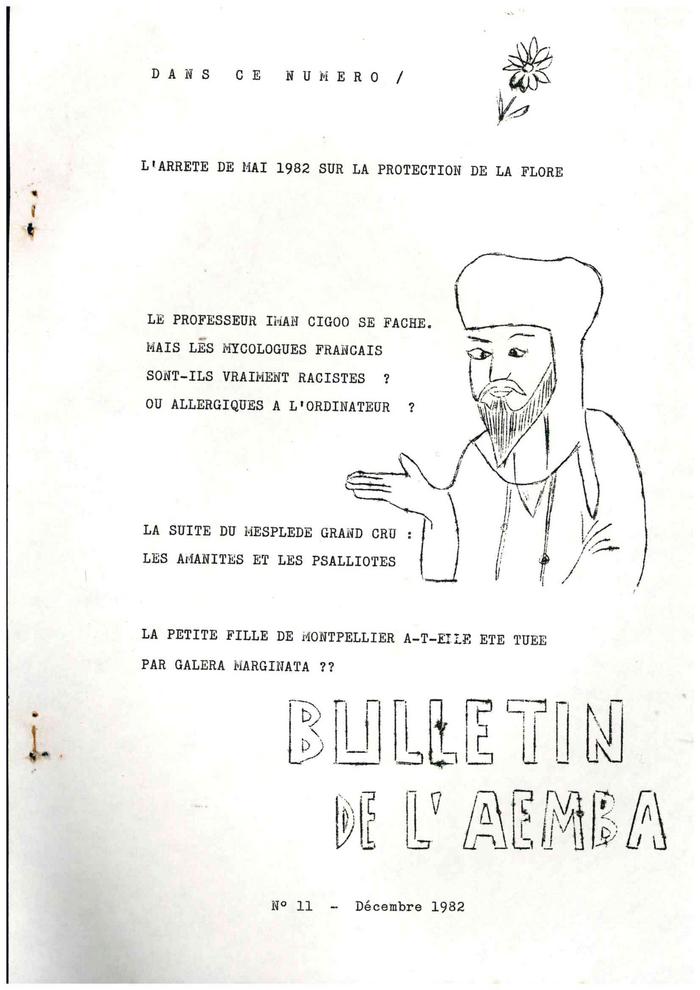 DANS CE NUMERO /
L'ARRETE DE MAI 1982 SUR LA PROTECTION DE LA FLORE
LE PROFESSEUR IMAN CIGOO SE FACHE.
MAIS LES MYCOLOGUES FRANCAIS
SONT-ILS VRAIMENT RACISTES ?
OU ALLERGIQUES A L'ORDINATEUR ?
LA SUITE DU MESPLEDE GRAND CRU :
LES AMANITES ET LES PSALLIOTES
LA PETITE FILLE DE MONTPELLIER A-T-ELLE ETE TUEE
PAR GALERA MARGINATA ??
BULLETIN
DE L'AEMBA
N° 11 - Décembre 1982